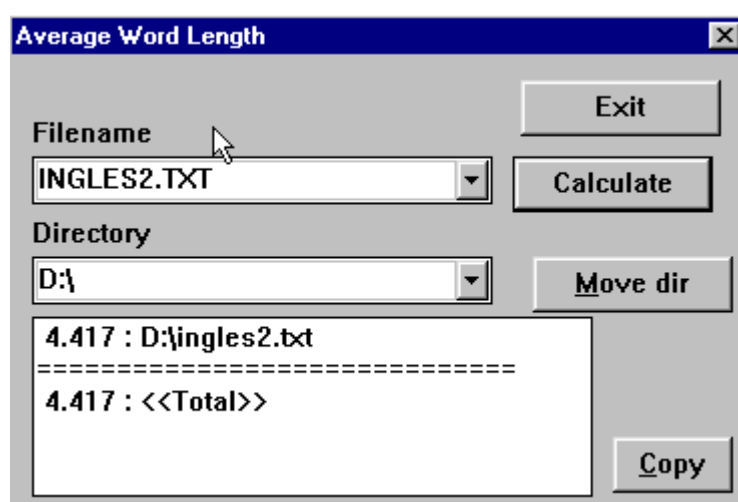 Average Word Length
Exit
Filename
INGLES2.TXT
Calculate
Directory
D:\
Move dir
4.417 : D:\ingles2.txt
==============================
4.417 : <<Total>>
Copy